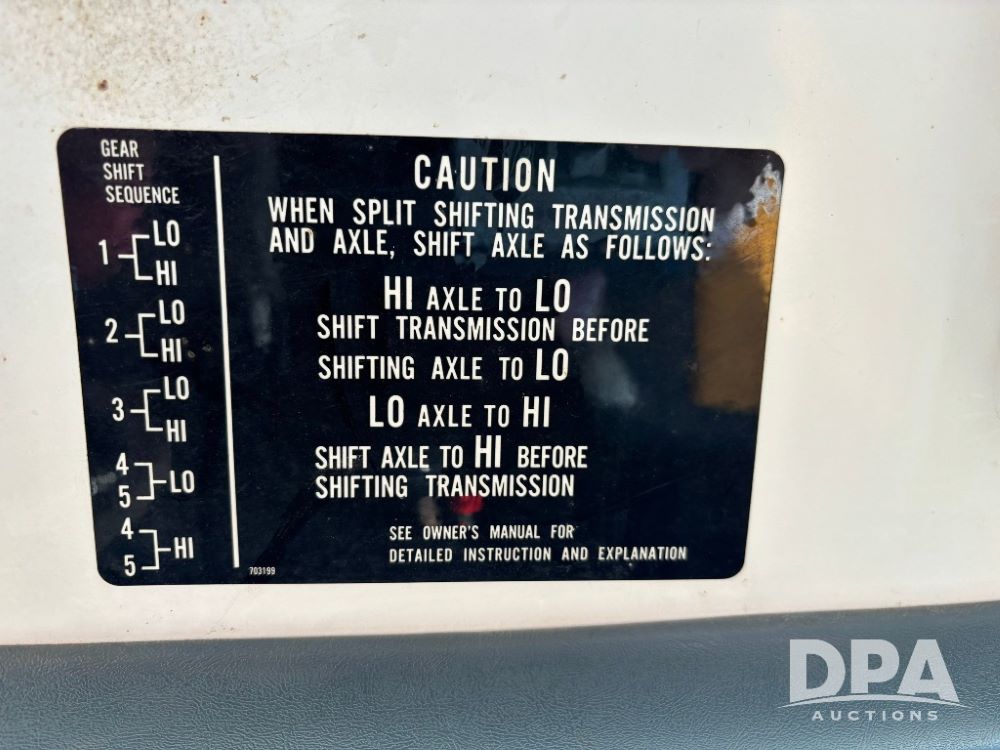 GEAR
SHIFT
SEQUENCE
1 LO
HI
2 LO
HI
3 LO
HI
4
5 LO
4
5 HI
CAUTION
WHEN SPLIT SHIFTING TRANSMISSION
AND AXLE, SHIFT AXLE AS FOLLOWS:
HI AXLE TO LO
SHIFT TRANSMISSION BEFORE
SHIFTING AXLE TO LO
LO AXLE TO HI
SHIFT AXLE TO HI BEFORE
SHIFTING TRANSMISSION
SEE OWNER'S MANUAL FOR
DETAILED INSTRUCTION AND EXPLANATION
703199
DPA
AUCTIONS